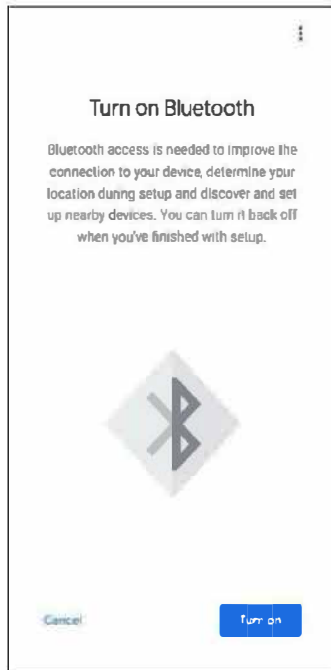 Turn on Bluetooth
Bluetooth access is needed to improve the
connection to your device, determine your
location during setup and discover and set
up nearby devices. You can turn it back off
when you've finished with setup.
Cancel
Turn on